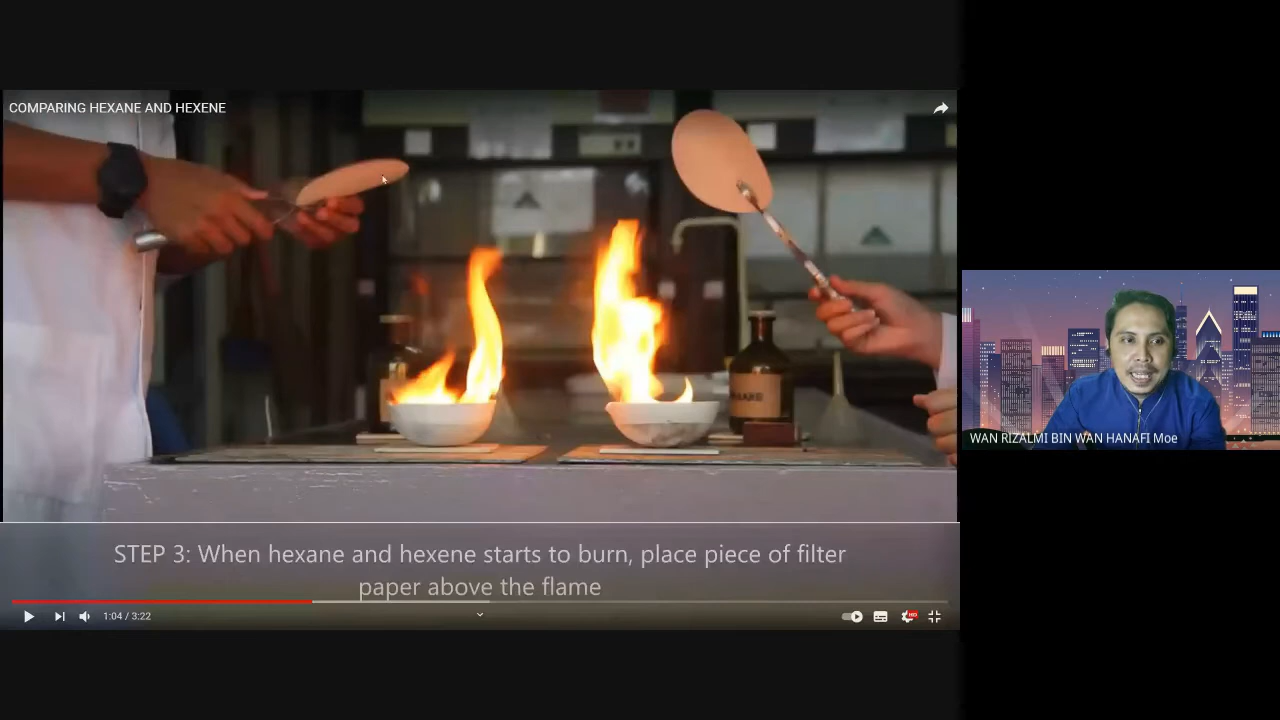 COMPARING HEXANE AND HEXENE
STEP 3: When hexane and hexene starts to burn, place piece of filter
paper above the flame
1:04 / 3:22
WAN RIZALMI BIN WAN HANAFI Moe